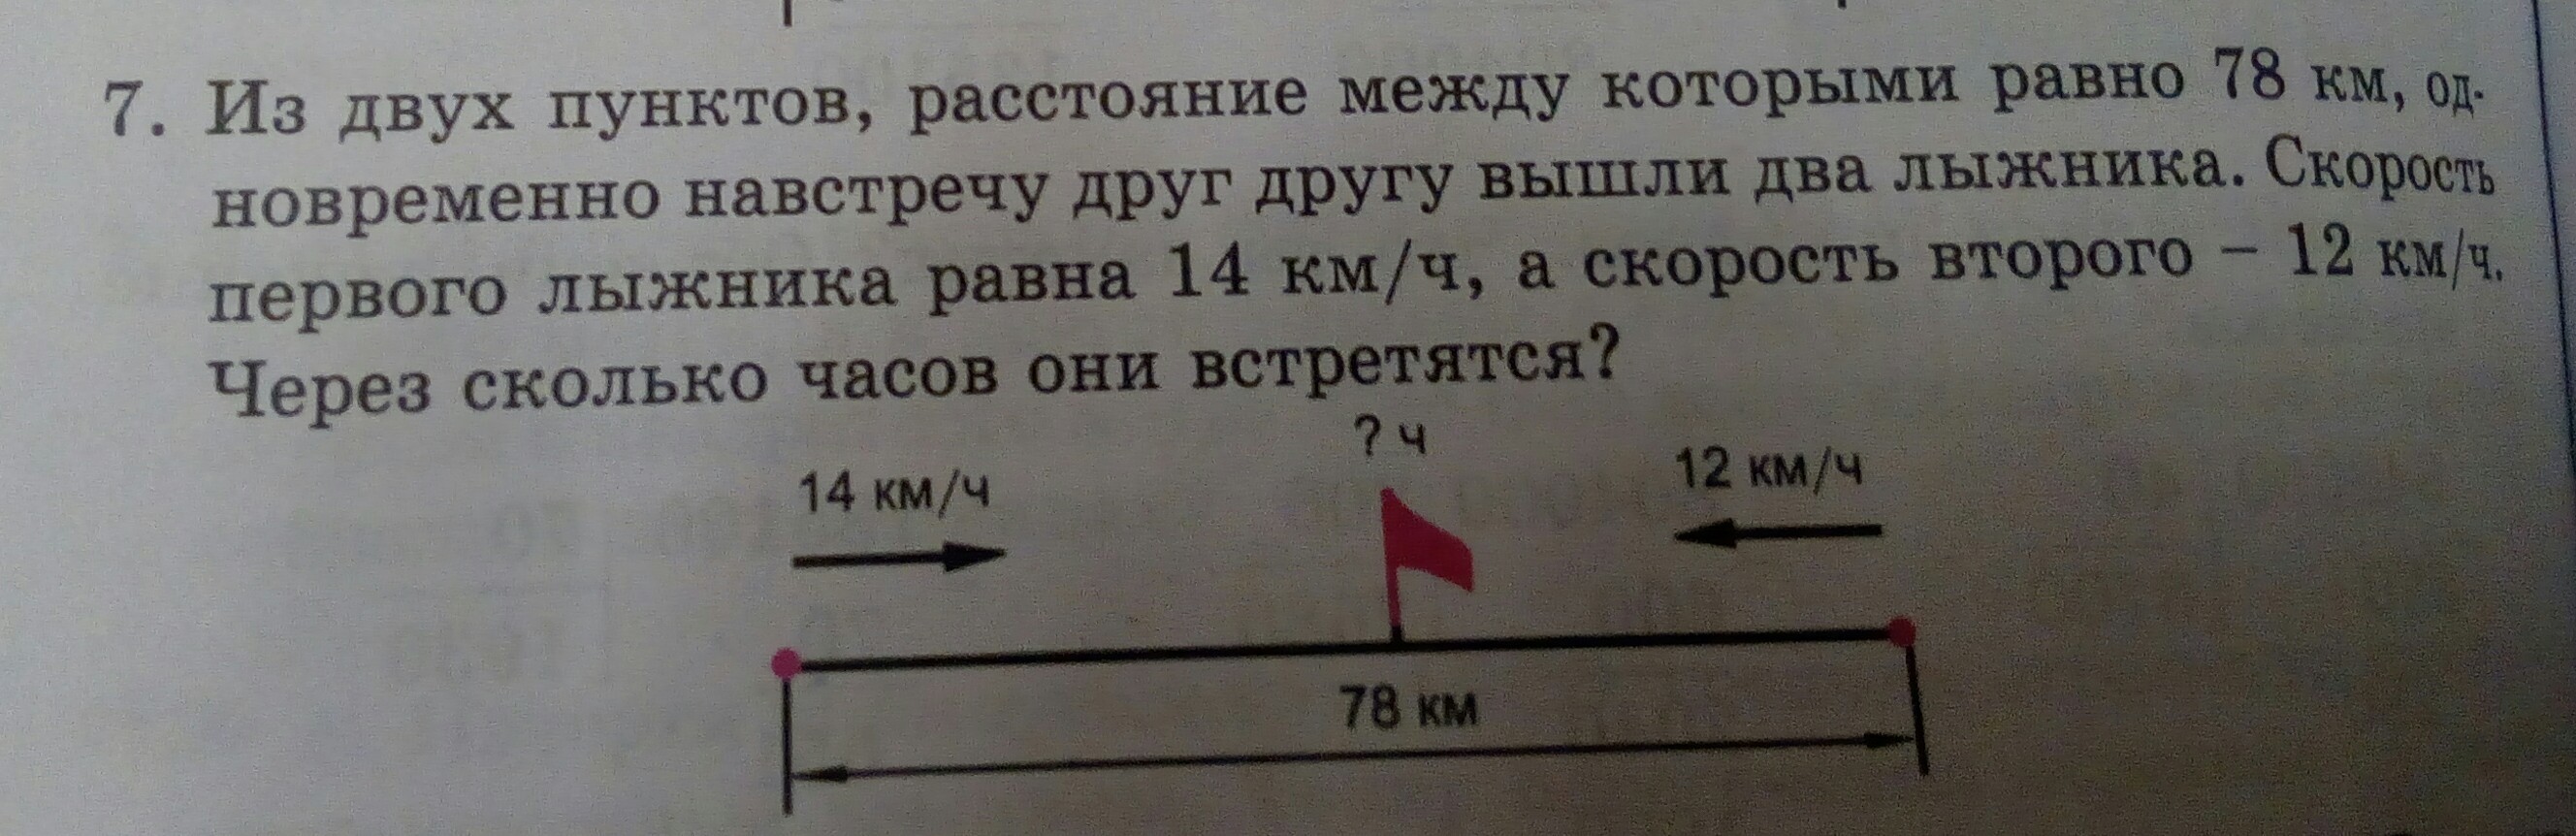 7. Из двух пунктов, расстояние между которыми равно 78 км, од-
новременно навстречу друг другу вышли два лыжника. Скорость
первого лыжника равна 14 км/ч, а скорость второго – 12 км/ч.
Через сколько часов они встретятся?
? ч
14 км/ч
12 км/ч
78 км